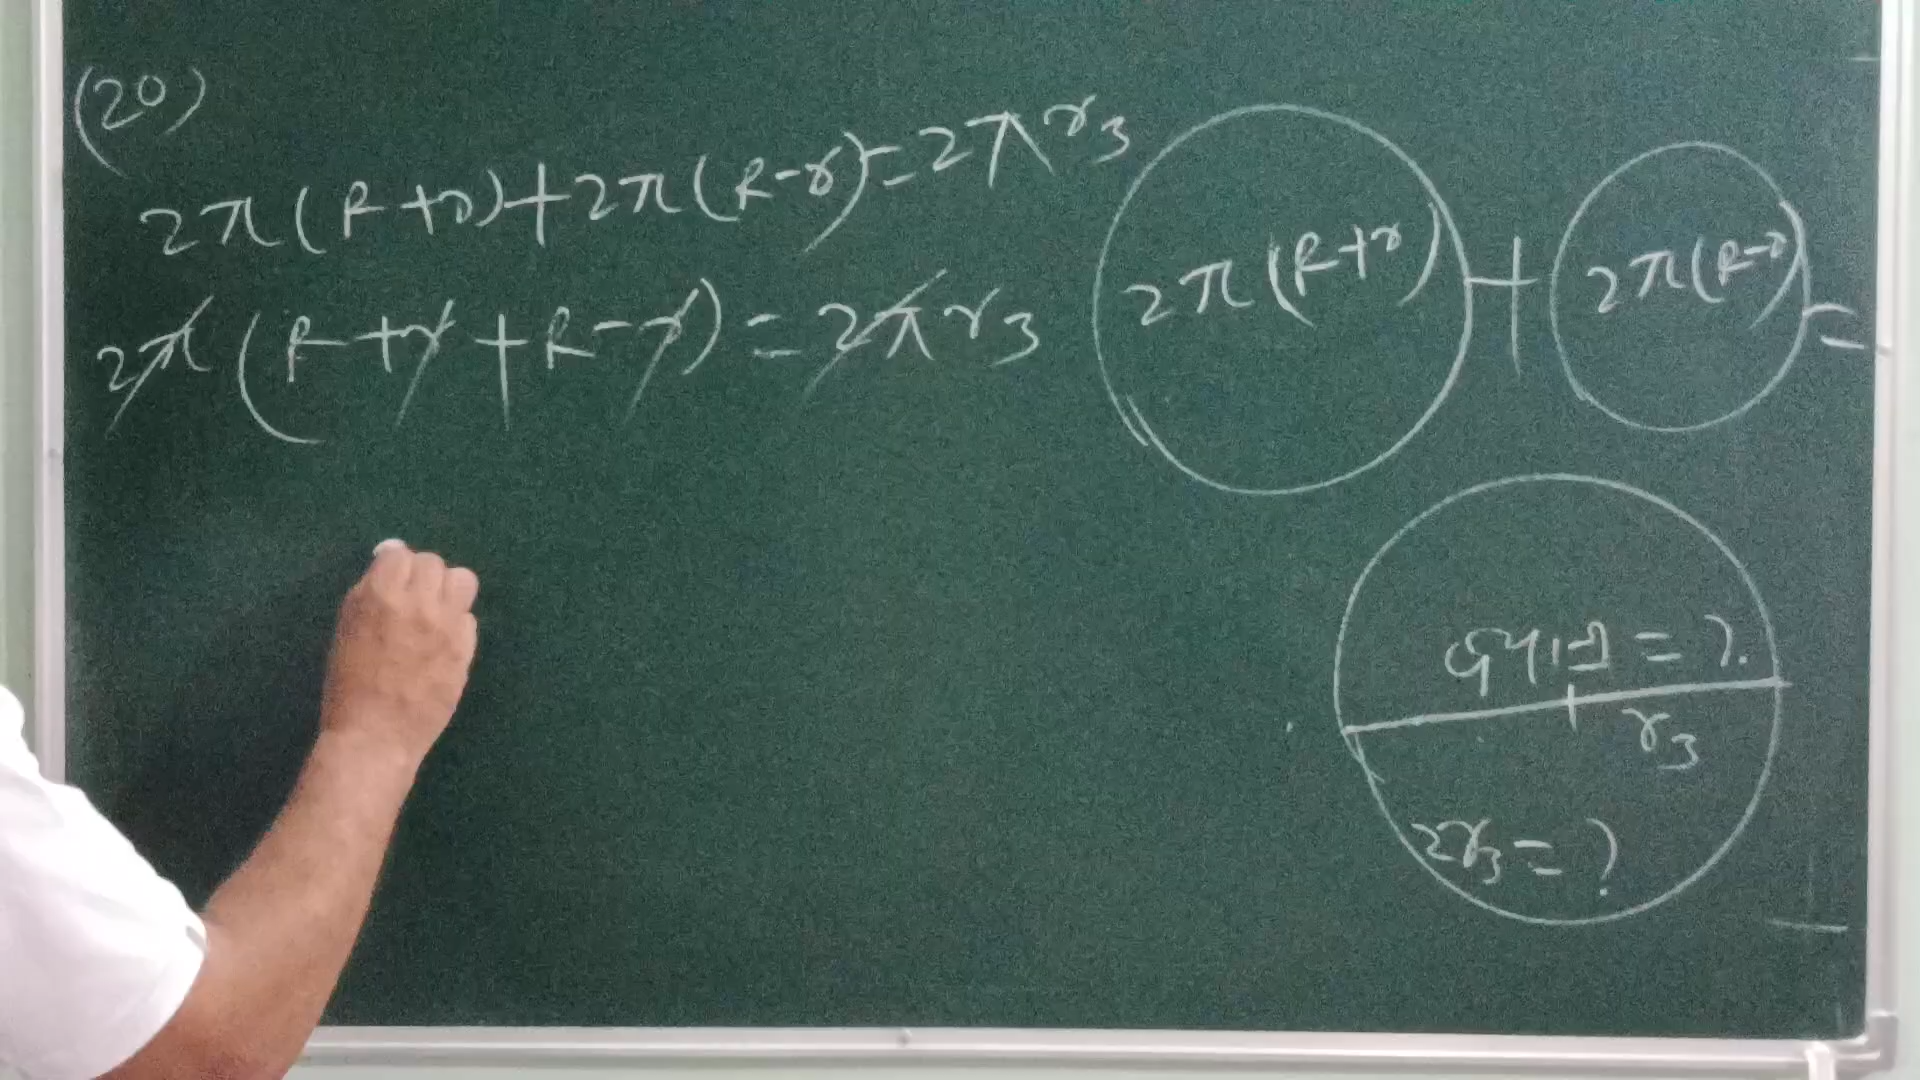 (20)
2π(R+r)+2π(R-r)=2πr₃
2π(R+r+R-r)=2πr₃
2π(R+r) + 2π(R-r) =
=?
r₃
2r₃=?